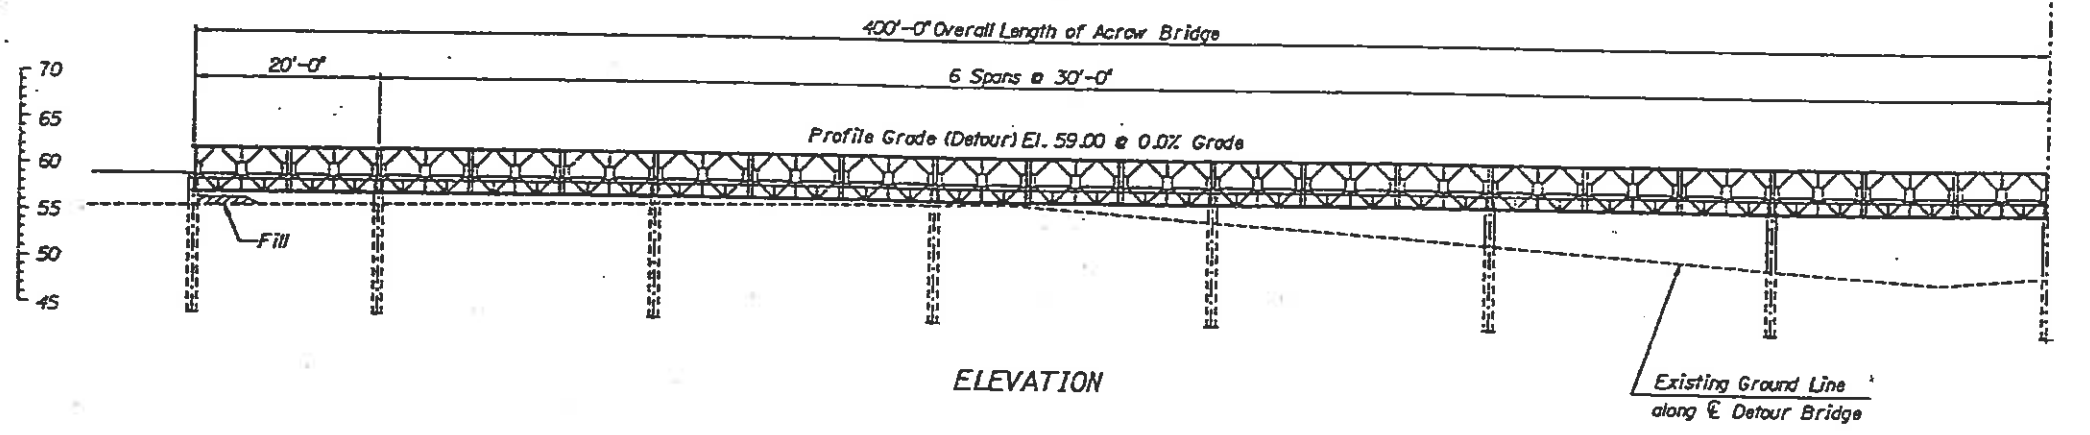 400'-0" Overall Length of Acrow Bridge
20'-0"
6 Spans @ 30'-0"
Profile Grade (Detour) El. 59.00 @ 0.0% Grade
70
65
60
55
50
45
Fill
ELEVATION
Existing Ground Line
along ℄ Detour Bridge